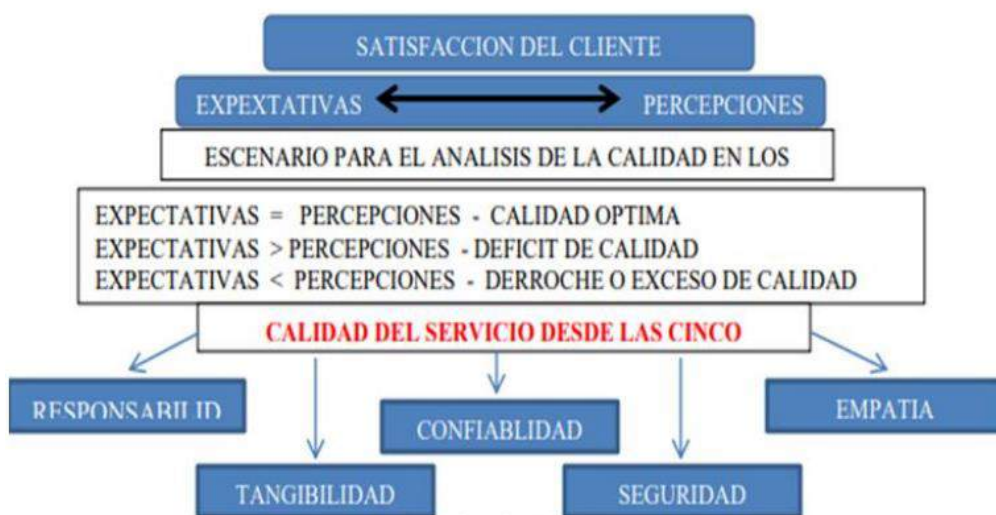 SATISFACCION DEL CLIENTE
EXPEXTATIVAS PERCEPCIONES
ESCENARIO PARA EL ANALISIS DE LA CALIDAD EN LOS
EXPECTATIVAS = PERCEPCIONES - CALIDAD OPTIMA
EXPECTATIVAS > PERCEPCIONES - DEFICIT DE CALIDAD
EXPECTATIVAS < PERCEPCIONES - DERROCHE O EXCESO DE CALIDAD
CALIDAD DEL SERVICIO DESDE LAS CINCO
RESPONSABILID
EMPATIA
CONFIABLIDAD
TANGIBILIDAD
SEGURIDAD